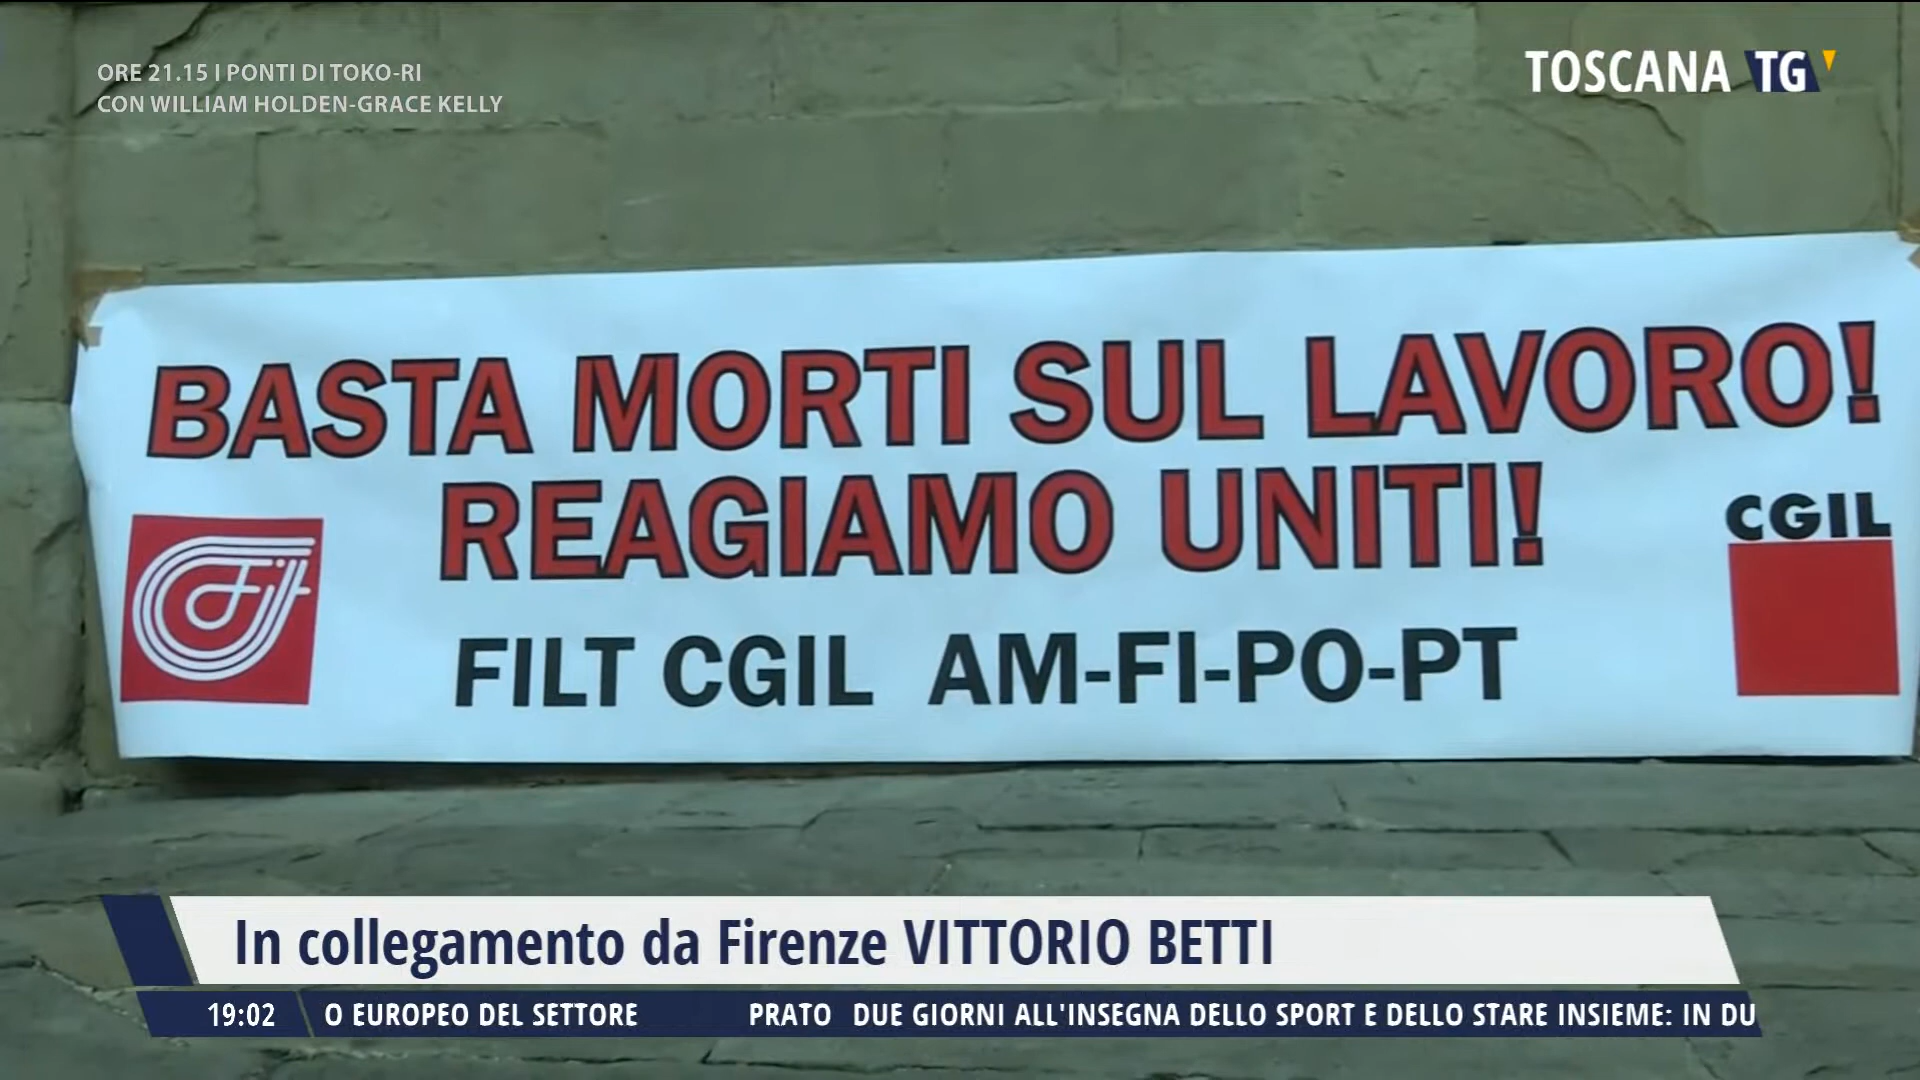 ORE 21.15 I PONTI DI TOKO-RI
CON WILLIAM HOLDEN-GRACE KELLY
TOSCANA TG
BASTA MORTI SUL LAVORO!
REAGIAMO UNITI!
Filt
CGIL
FILT CGIL AM-FI-PO-PT
In collegamento da Firenze VITTORIO BETTI
19:02 O EUROPEO DEL SETTORE PRATO DUE GIORNI ALL'INSEGNA DELLO SPORT E DELLO STARE INSIEME: IN DU